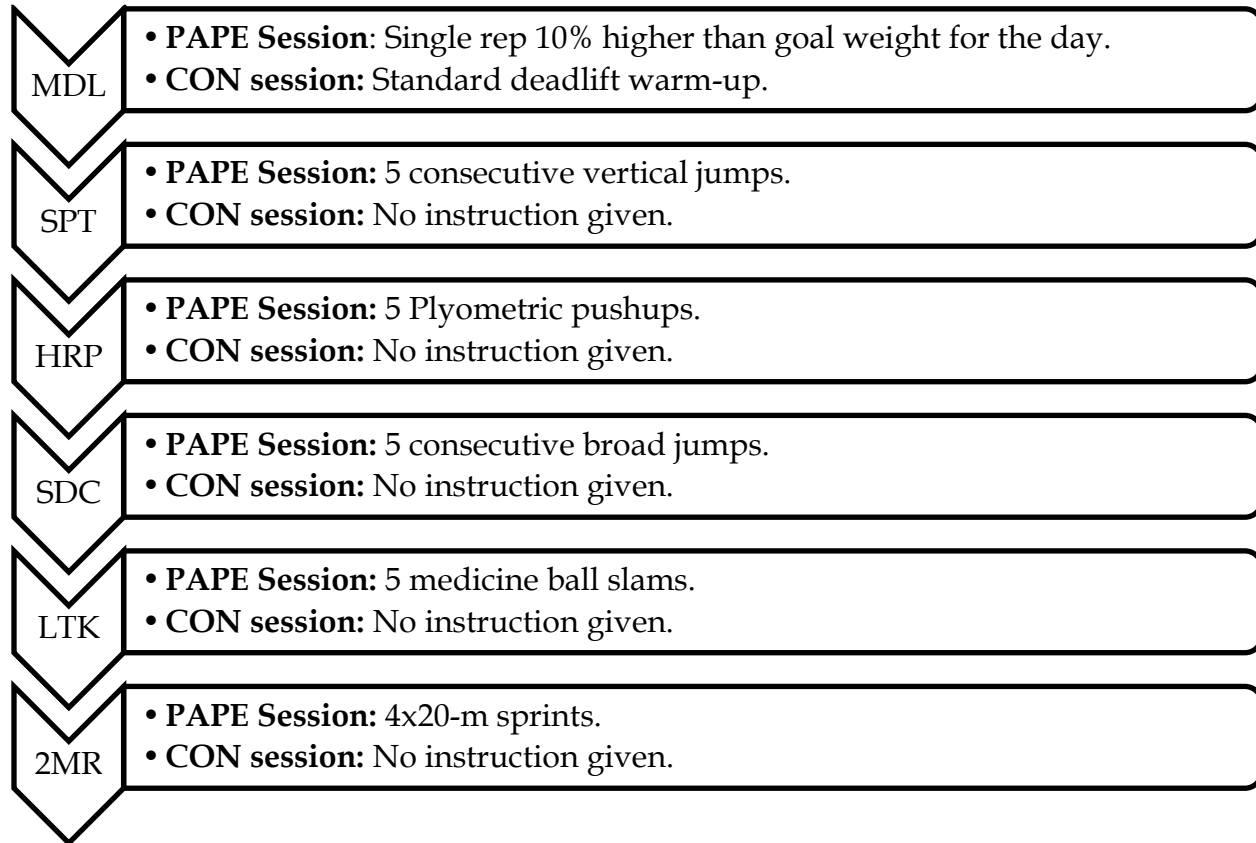 MDL
• PAPE Session: Single rep 10% higher than goal weight for the day.
• CON session: Standard deadlift warm-up.
SPT
• PAPE Session: 5 consecutive vertical jumps.
• CON session: No instruction given.
HRP
• PAPE Session: 5 Plyometric pushups.
• CON session: No instruction given.
SDC
• PAPE Session: 5 consecutive broad jumps.
• CON session: No instruction given.
LTK
• PAPE Session: 5 medicine ball slams.
• CON session: No instruction given.
2MR
• PAPE Session: 4x20-m sprints.
• CON session: No instruction given.